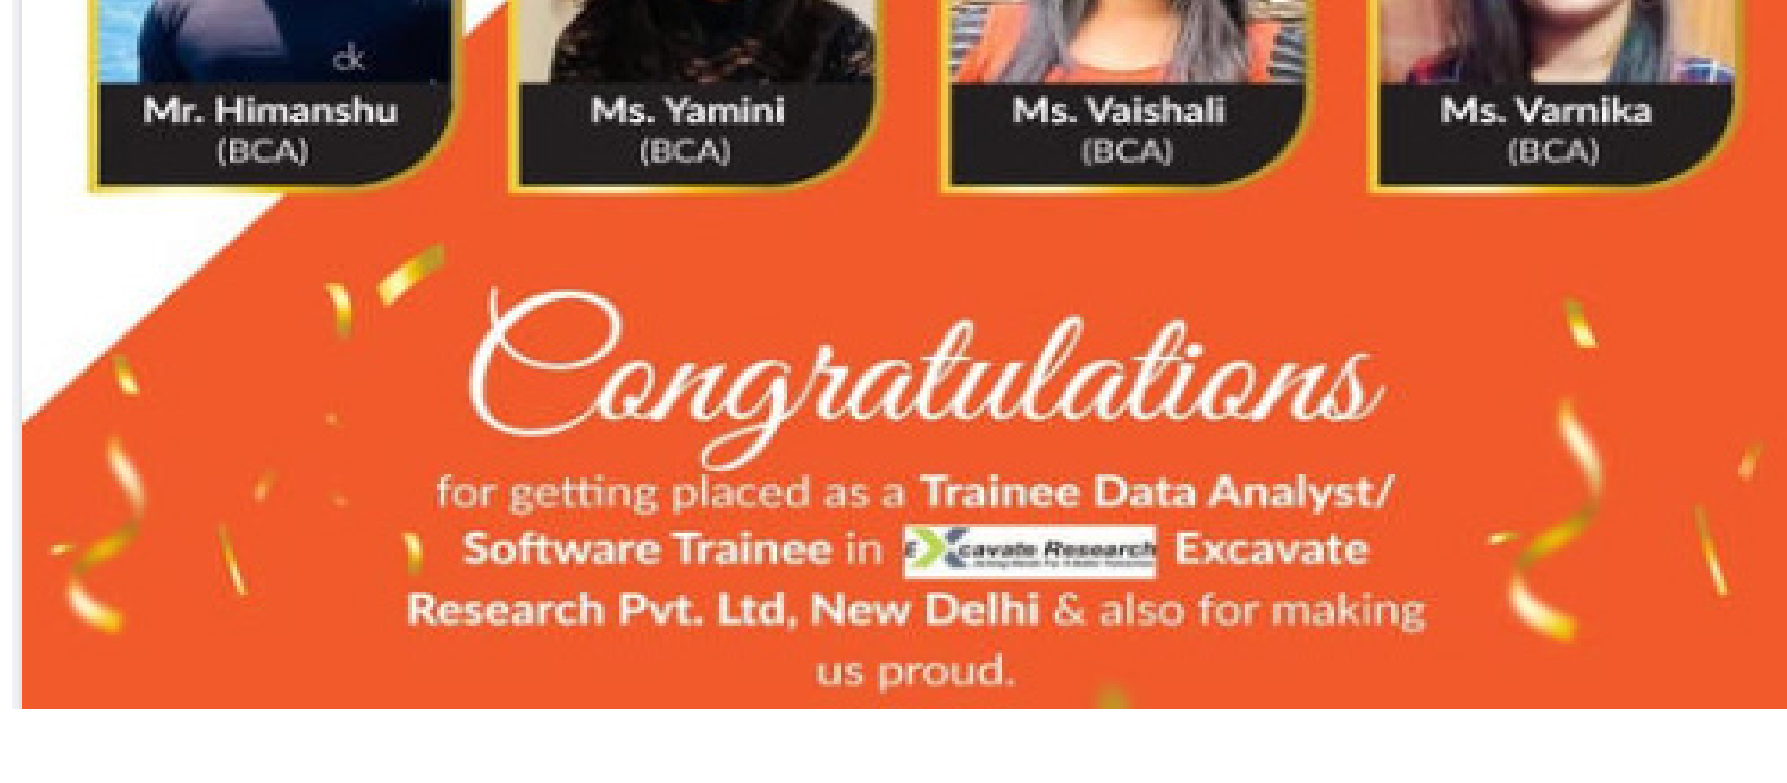 ck
Mr. Himanshu
(BCA)
Ms. Yamini
(BCA)
Ms. Vaishali
(BCA)
Ms. Varnika
(BCA)
Congratulations
for getting placed as a Trainee Data Analyst/
Software Trainee in Excavate Research Excavate
Research Pvt. Ltd, New Delhi & also for making
us proud.